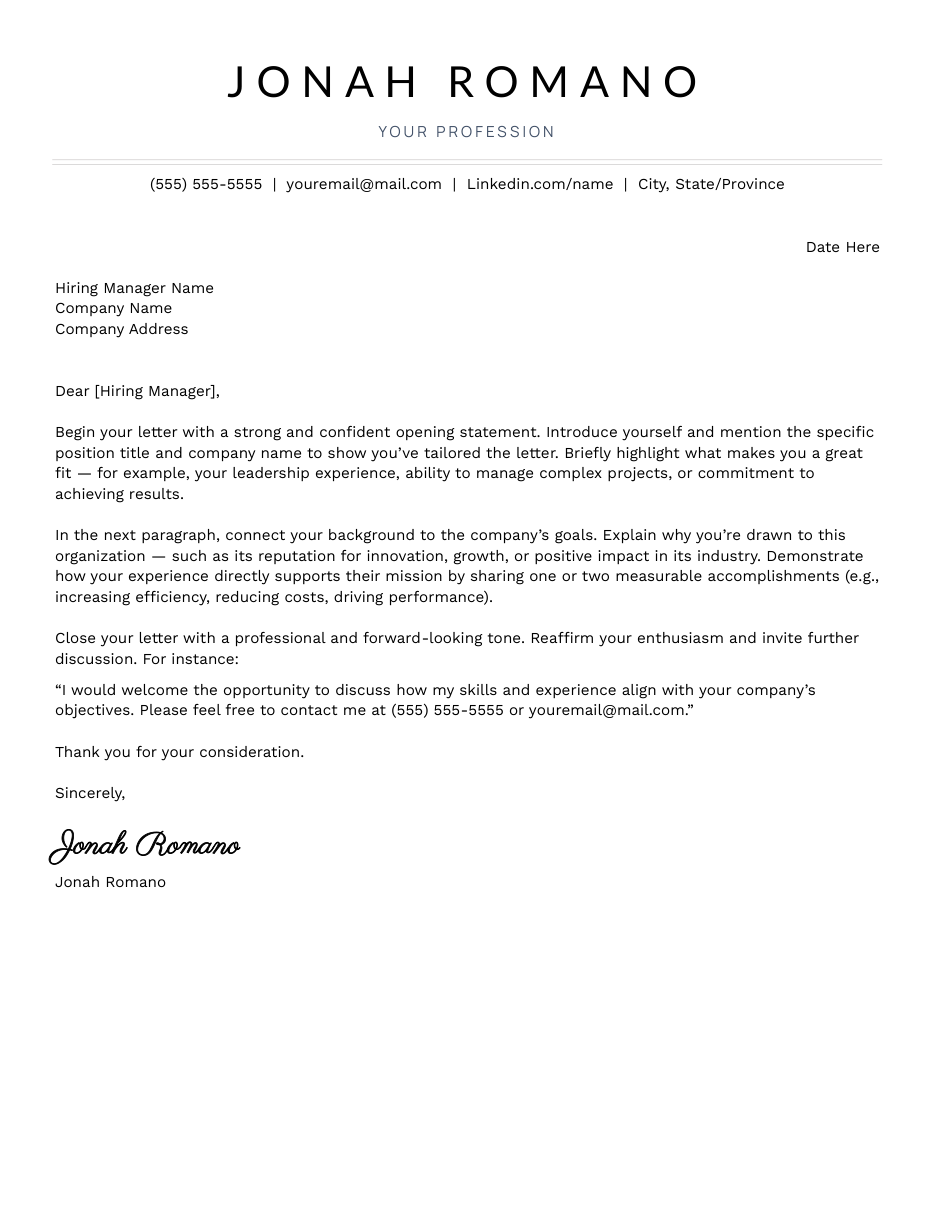 JONAH ROMANO
YOUR PROFESSION
(555) 555-5555 | youremail@mail.com | Linkedin.com/name | City, State/Province
Date Here
Hiring Manager Name
Company Name
Company Address
Dear [Hiring Manager],
Begin your letter with a strong and confident opening statement. Introduce yourself and mention the specific
position title and company name to show you’ve tailored the letter. Briefly highlight what makes you a great
fit — for example, your leadership experience, ability to manage complex projects, or commitment to
achieving results.
In the next paragraph, connect your background to the company’s goals. Explain why you’re drawn to this
organization — such as its reputation for innovation, growth, or positive impact in its industry. Demonstrate
how your experience directly supports their mission by sharing one or two measurable accomplishments (e.g.,
increasing efficiency, reducing costs, driving performance).
Close your letter with a professional and forward-looking tone. Reaffirm your enthusiasm and invite further
discussion. For instance:
“I would welcome the opportunity to discuss how my skills and experience align with your company’s
objectives. Please feel free to contact me at (555) 555-5555 or youremail@mail.com.”
Thank you for your consideration.
Sincerely,
Jonah Romano
Jonah Romano